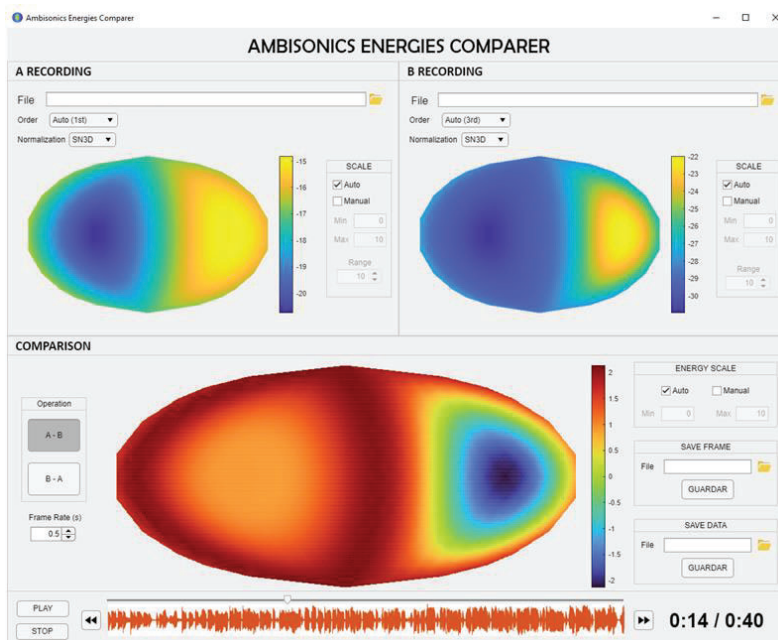 Ambisonics Energies Comparer
AMBISONICS ENERGIES COMPARER
A RECORDING
File
Order Auto (1st)
Normalization SN3D
-15
-16
-17
-18
-19
-20
SCALE
Auto
Manual
Min 0
Max 10
Range
10
B RECORDING
File
Order Auto (3rd)
Normalization SN3D
-22
-23
-24
-25
-26
-27
-28
-29
-30
SCALE
Auto
Manual
Min 0
Max 10
Range
10
COMPARISON
Operation
A - B
B - A
Frame Rate (s)
0.5
2
1.5
1
0.5
0
-0.5
-1
-1.5
-2
ENERGY SCALE
Auto Manual
Min 0 Max 10
SAVE FRAME
File
GUARDAR
SAVE DATA
File
GUARDAR
PLAY
STOP
0:14 / 0:40